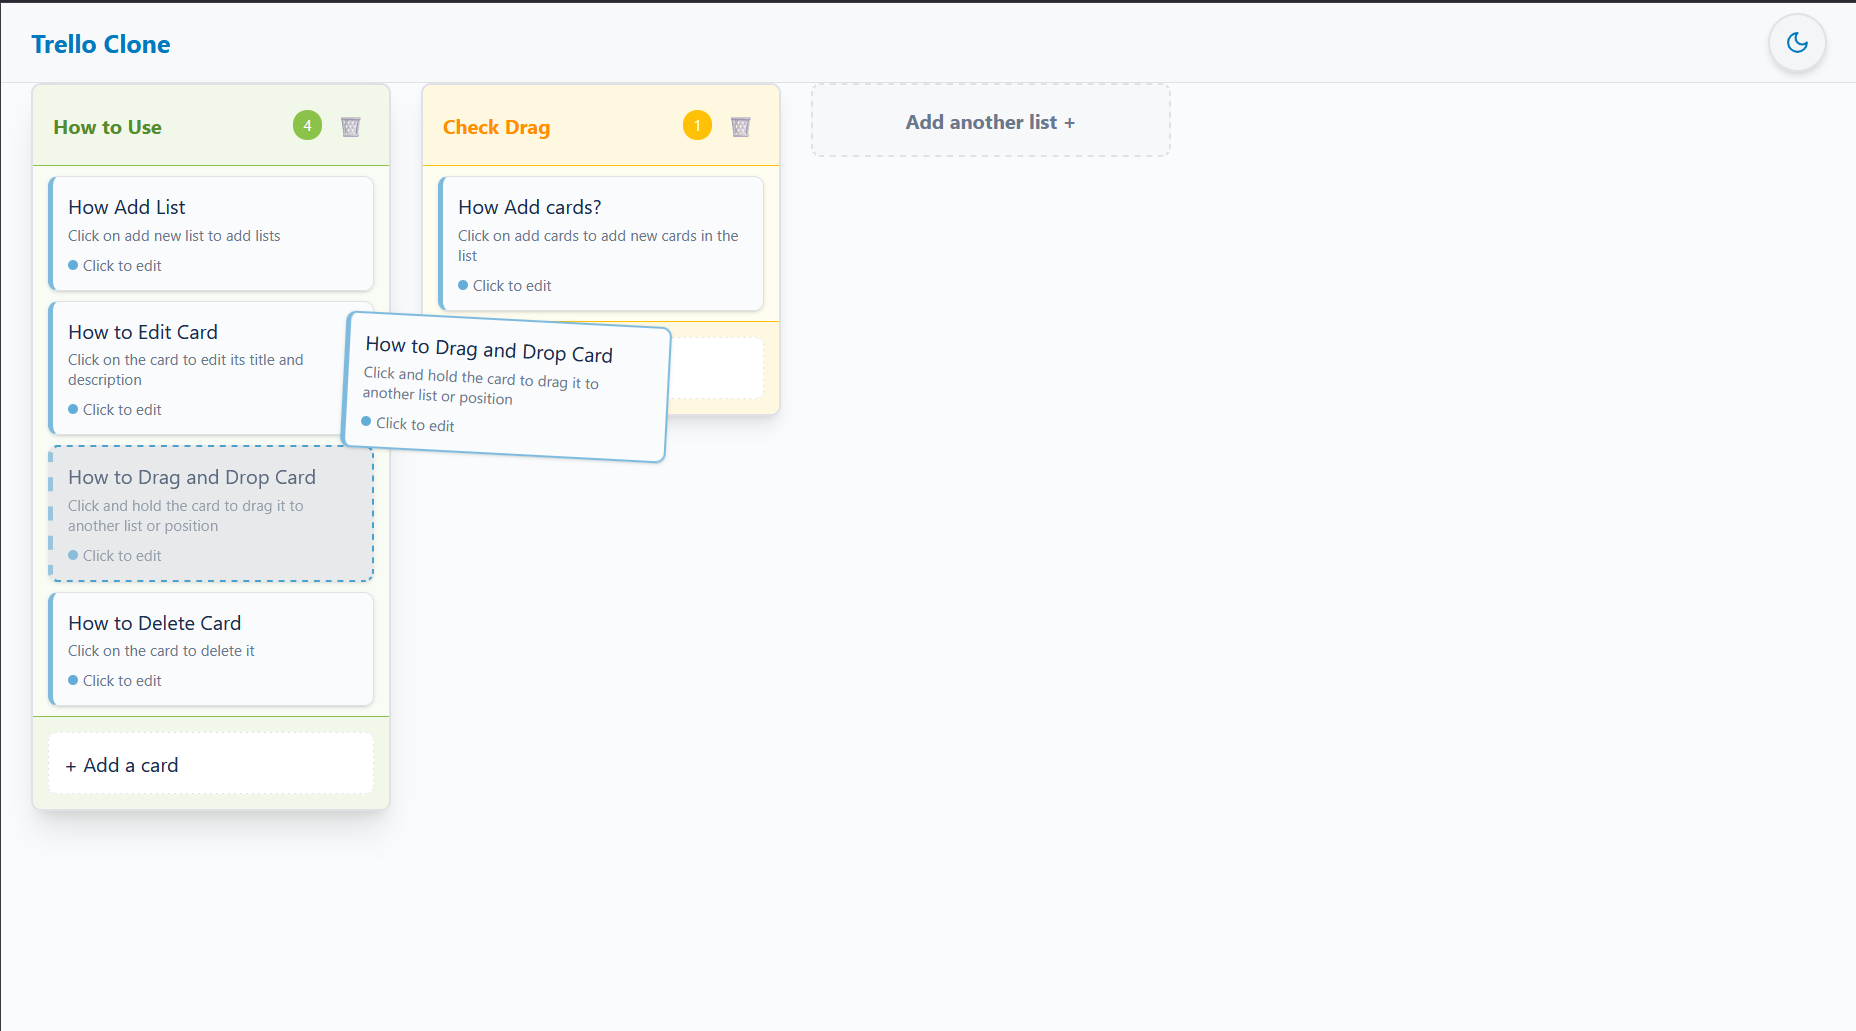 Trello Clone
How to Use
4
How Add List
Click on add new list to add lists
Click to edit
How to Edit Card
Click on the card to edit its title and
description
Click to edit
How to Drag and Drop Card
Click and hold the card to drag it to
another list or position
Click to edit
How to Delete Card
Click on the card to delete it
Click to edit
+ Add a card
Check Drag
1
How Add cards?
Click on add cards to add new cards in the
list
Click to edit
How to Drag and Drop Card
Click and hold the card to drag it to
another list or position
Click to edit
Add another list +